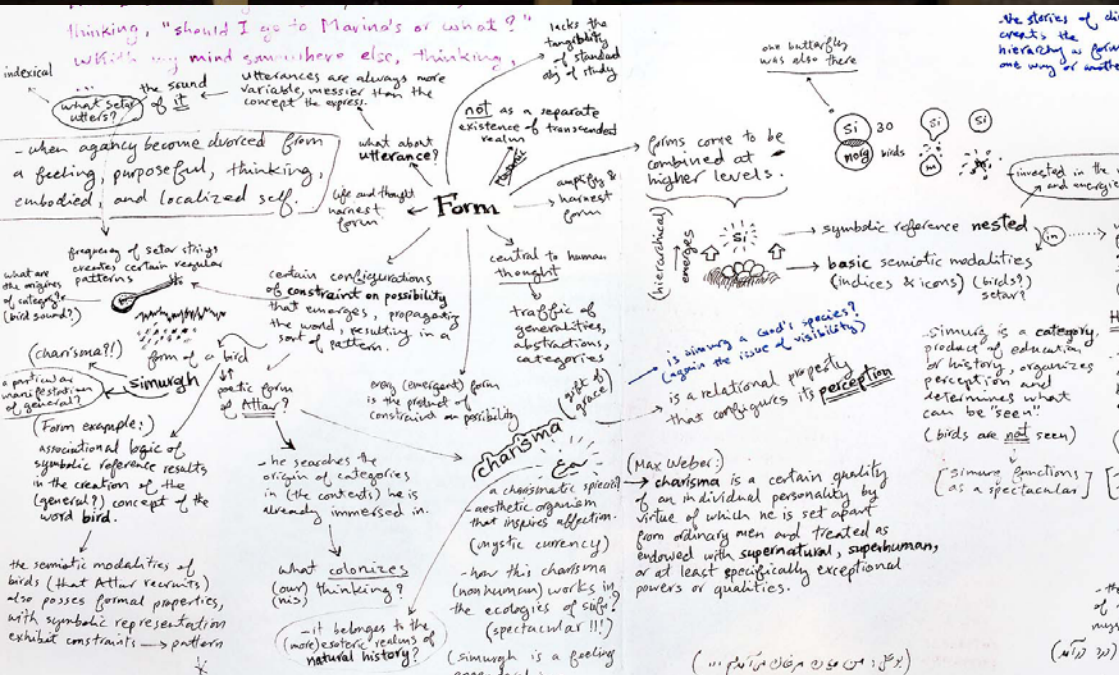 thinking, "should I go to Marino's or what?"
my mind somewhere else, thinking,
indexical
...
what setar
utters?
the sound
of it
utterances are always more
variable, messier than the
concept the express.
lacks the
tangibility
of standard
obj of study
not as a separate
existence of transcended
realm
- when agancy become divorced from
a feeling, purposeful, thinking,
embodied, and localized self.
what about
utterance?
life and thought
harnest
form
Form
amplify &
harnest
form
central to human
thought
traffic of
generalities,
abstractions,
categories
frequency of setar strings
creates certain regular
patterns
what are
the origines
of category?
(bird sound?)
certain configurations
of constraint on possibility
that emerges, propagating
the world, resulting in a
sort of pattern.
(charisma?!)
form of a bird
simurgh
a particular
manifestation
of general?
poetic form
of Attar?
every (emergent) form
is the product of
constraint on possibility
(Form example:)
associational logic of
symbolic reference results
in the creation of the
(general?) concept of the
word bird.
the semiotic modalities of
birds (that Attar recruits)
also posses formal properties,
with symbolic representation
exhibit constraints → pattern
- he searches the
origin of categories
in (the contents) he is
already immersed in.
what colonizes
(our) thinking?
(his)
- it belongs to the
(more) esoteric realms of
natural history?
charisma
(gift of
grace)
a charismatic species
- aesthetic organism
that inspires affection.
(mystic currency)
- how this charisma
(nonhuman) works in
the ecologies of sufi?
(spectacular !!!)
(simurgh is a feeling
one butterfly
was also there
forms come to be
combined at
higher levels.
(hierarchical)
emerges
Si
Si
morg
30
birds
Si
m
Si
symbolic reference nested
in
basic semiotic modalities
(indices & icons) (birds?)
setar?
is simurg a God's species?
(again the issue of visibility)
is a relational property
that configures its perception
(Max Weber:)
charisma is a certain quality
of an individual personality by
virtue of which he is set apart
from ordinary men and treated as
endowed with supernatural, superhuman,
or at least specifically exceptional
powers or qualities.
the stories of
creats the
hierarchy as
one way or
- invested in the
and
- Simurg is a category,
product of education
or history, organizes
perception and
determines what
can be "seen"
(birds are not seen)
[simurg functions
as a spectacular]